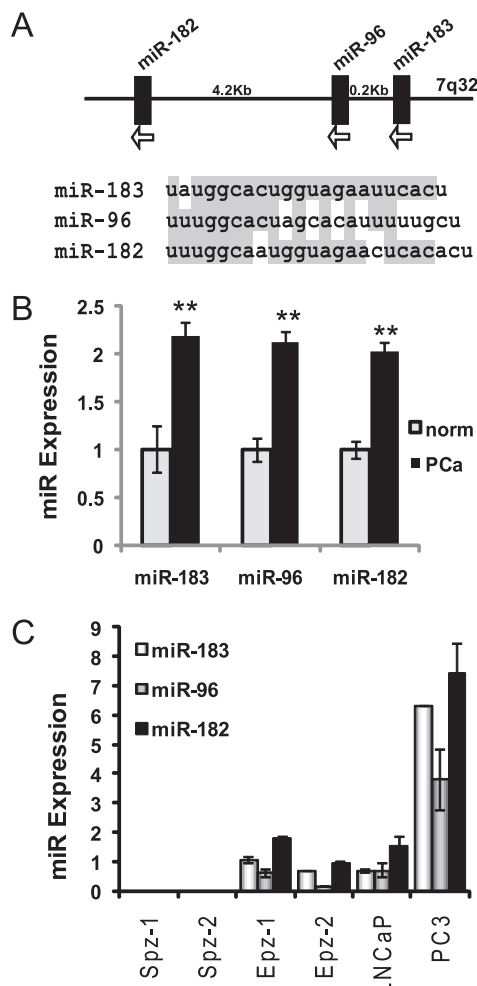 A
miR-182
miR-96
miR-183
4.2Kb
0.2Kb
7q32
miR-183 uauggcacugguagaauucacu
miR-96 uuuggcacuagcacauuuuugcu
miR-182 uuuggcaaugguagaacucacacu
B
miR Expression
2.5
2
1.5
1
0.5
0
** ** **
norm
PCa
miR-183 miR-96 miR-182
C
miR Expression
9
8
7
6
5
4
3
2
1
0
miR-183
miR-96
miR-182
Spz-1 Spz-2 Epz-1 Epz-2 LNCaP PC3